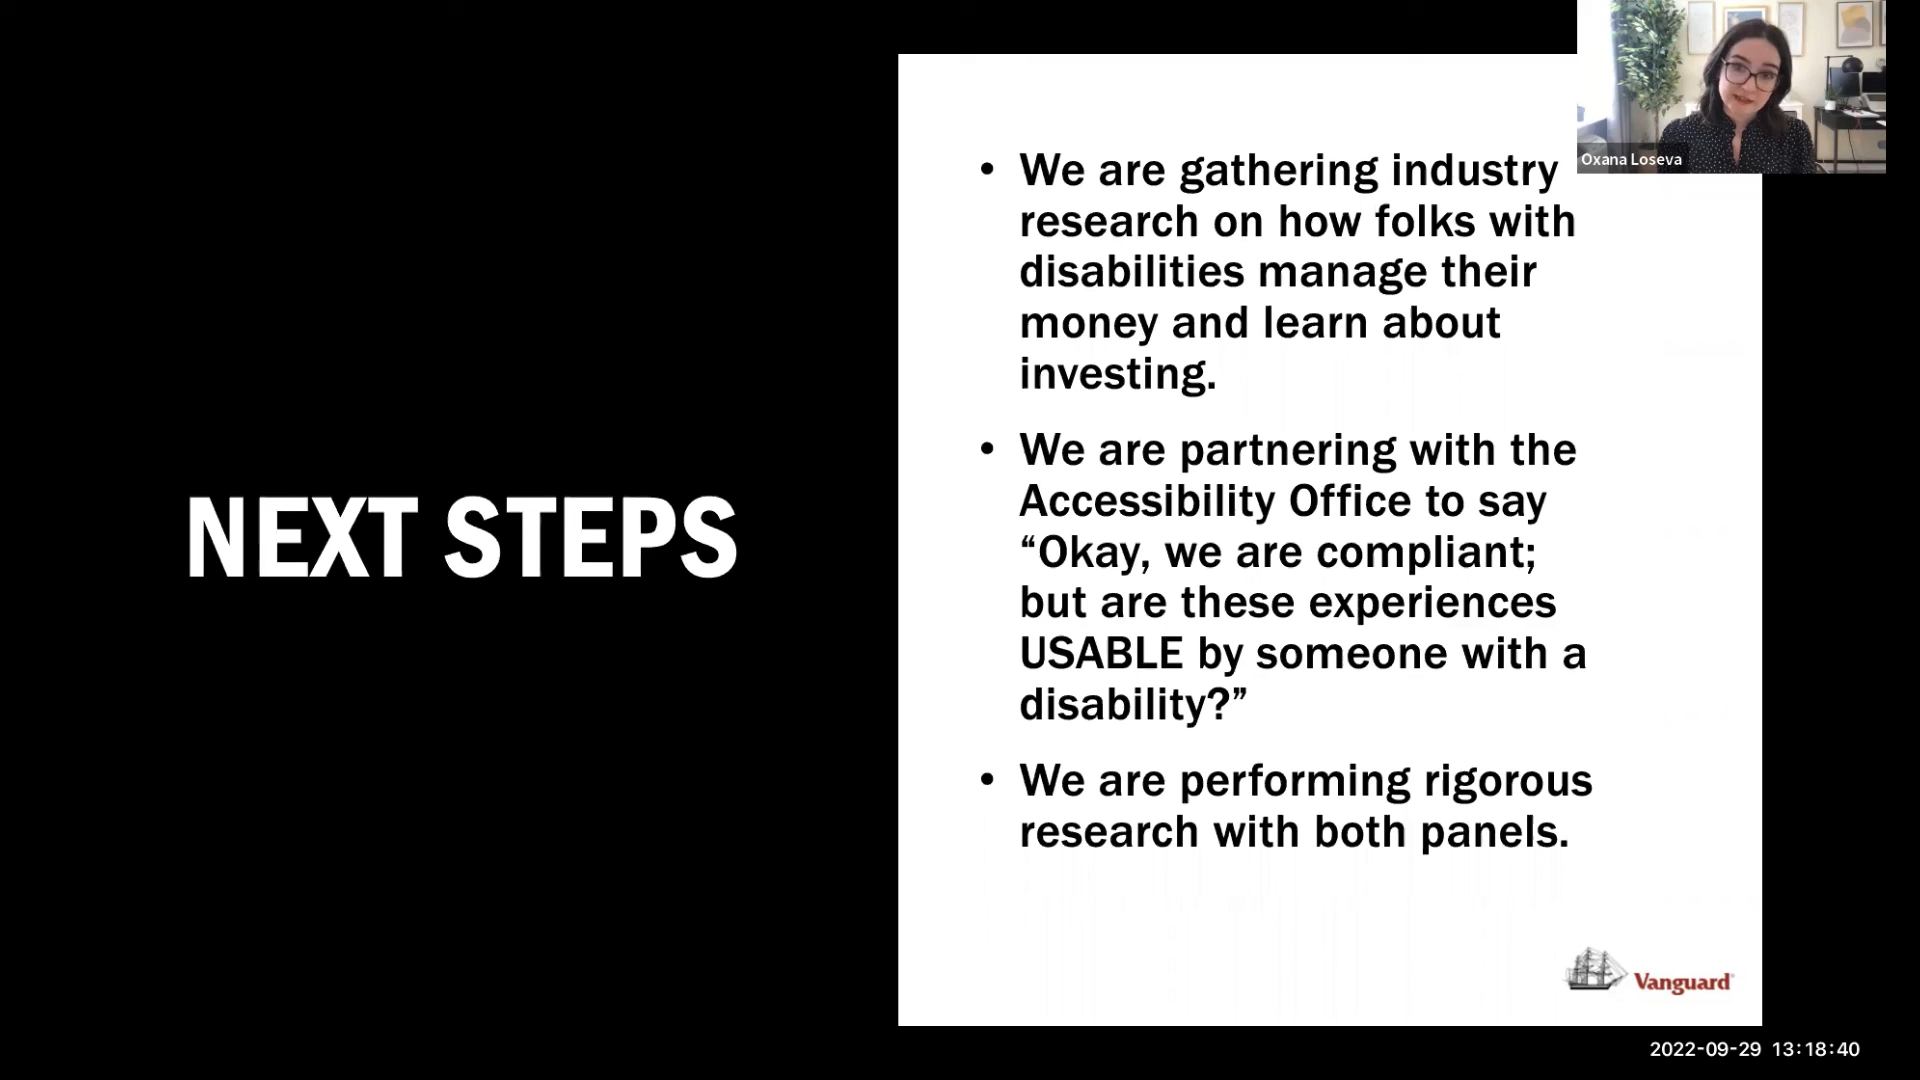 Oxana Loseva
NEXT STEPS
• We are gathering industry
research on how folks with
disabilities manage their
money and learn about
investing.
• We are partnering with the
Accessibility Office to say
“Okay, we are compliant;
but are these experiences
USABLE by someone with a
disability?”
• We are performing rigorous
research with both panels.
Vanguard
2022-09-29 13:18:40